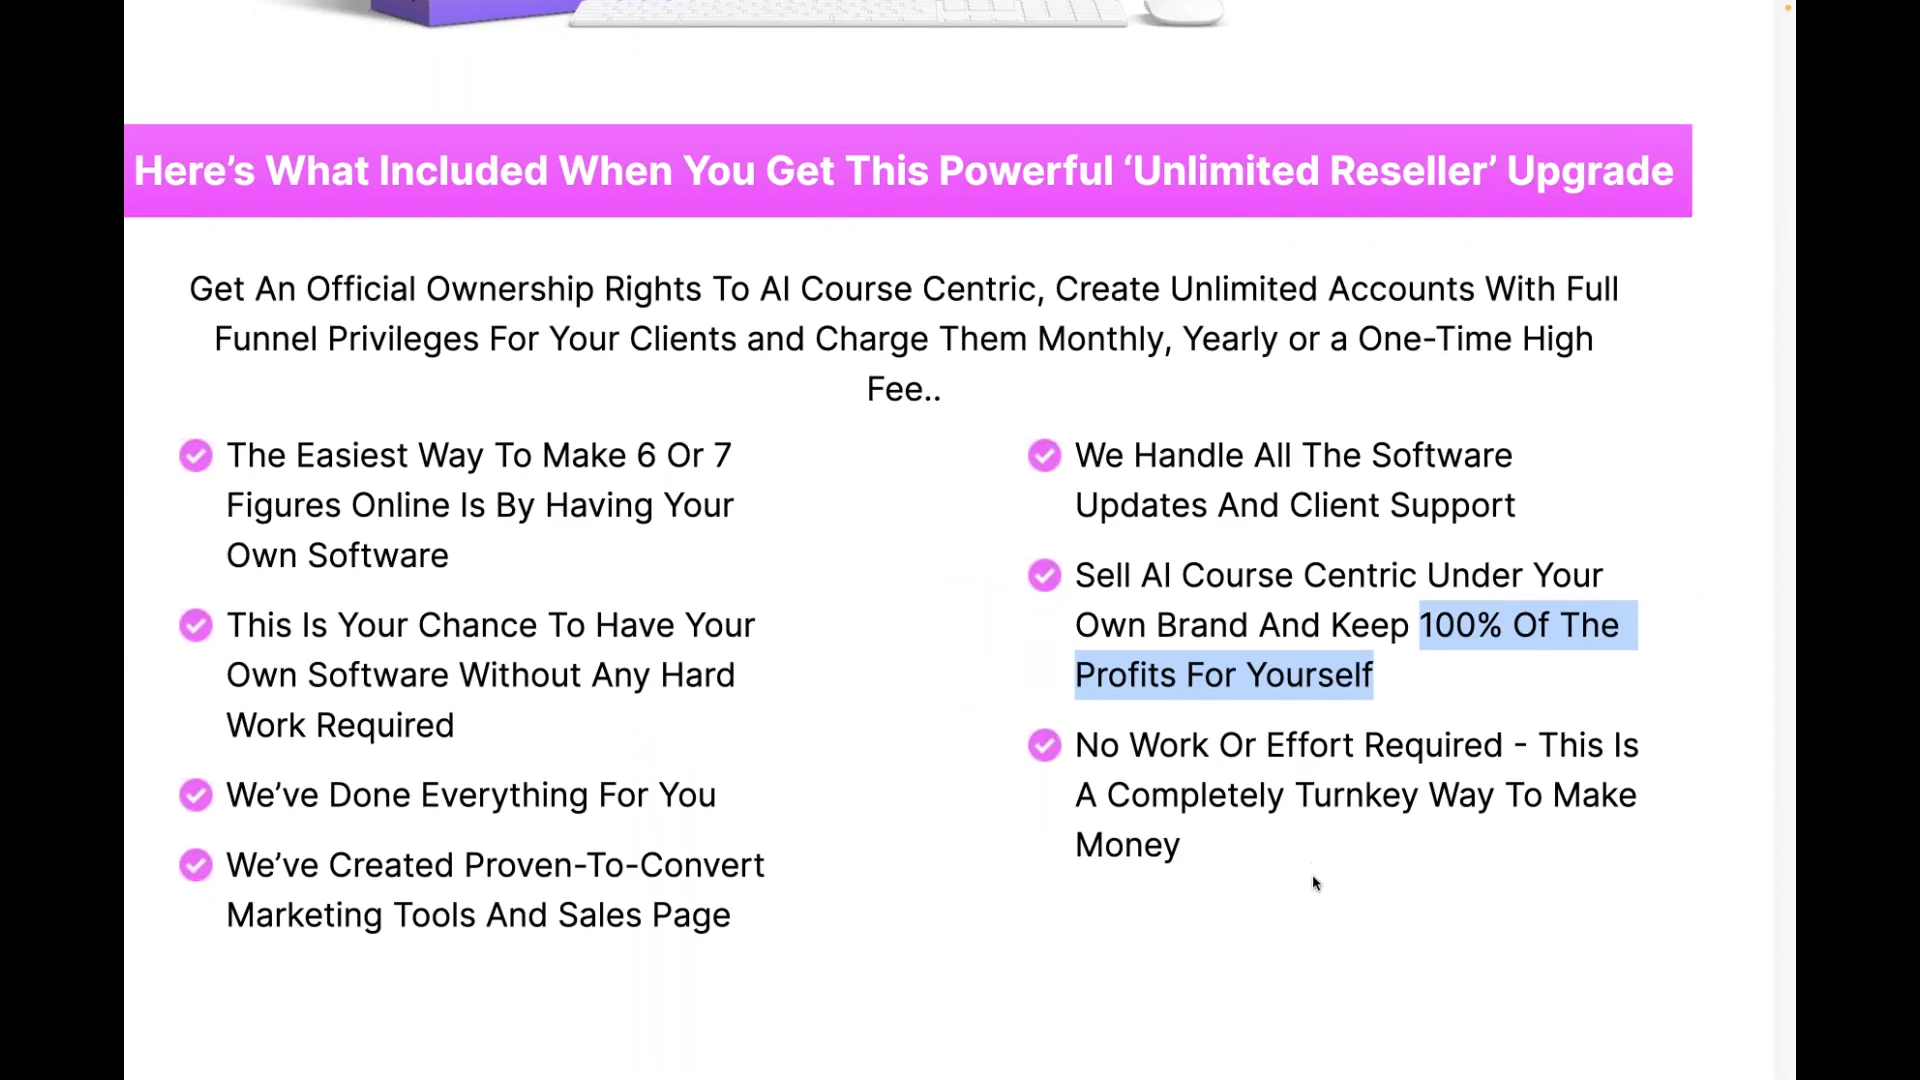 Here’s What Included When You Get This Powerful ‘Unlimited Reseller’ Upgrade
Get An Official Ownership Rights To AI Course Centric, Create Unlimited Accounts With Full
Funnel Privileges For Your Clients and Charge Them Monthly, Yearly or a One-Time High
Fee..
The Easiest Way To Make 6 Or 7
Figures Online Is By Having Your
Own Software
This Is Your Chance To Have Your
Own Software Without Any Hard
Work Required
We’ve Done Everything For You
We’ve Created Proven-To-Convert
Marketing Tools And Sales Page
We Handle All The Software
Updates And Client Support
Sell AI Course Centric Under Your
Own Brand And Keep 100% Of The
Profits For Yourself
No Work Or Effort Required - This Is
A Completely Turnkey Way To Make
Money